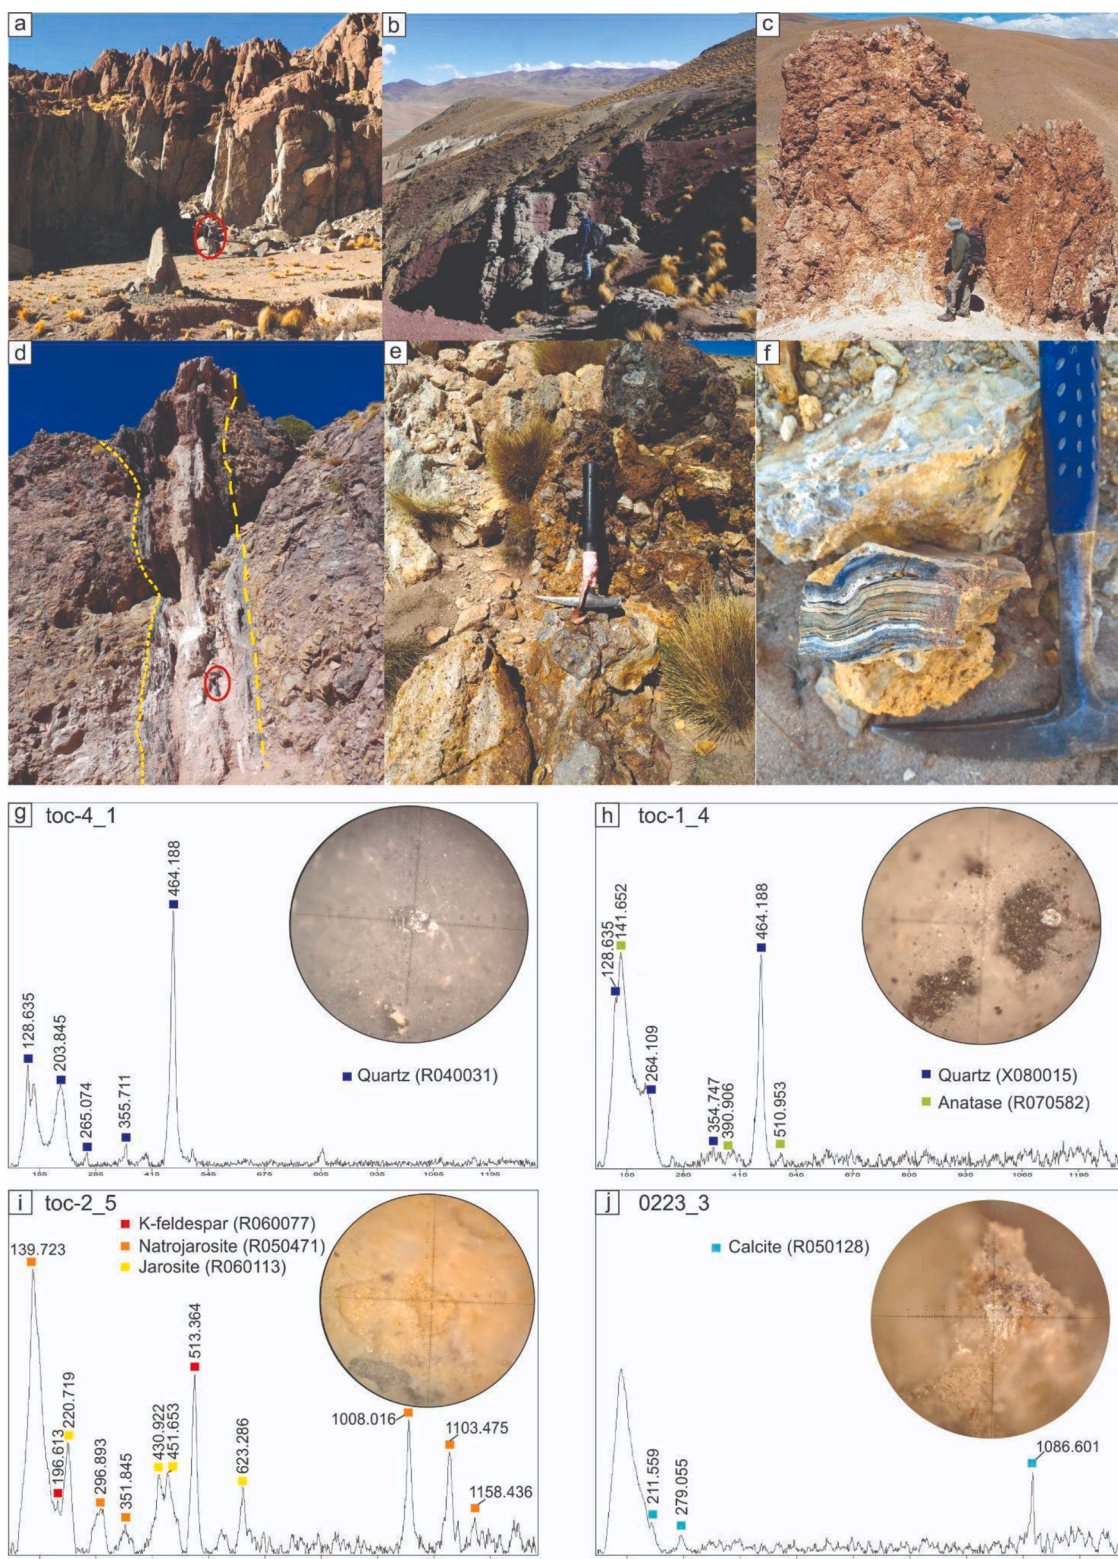 a
b
c
d
e
f
g toc-4_1
464.188
128.635
203.845
265.074
355.711
Quartz (R040031)
155 285 415 545 675 805 935 1065 1195
h toc-1_4
128.635
141.652
264.109
354.747
390.906
464.188
510.953
Quartz (X080015)
Anatase (R070582)
155 285 415 545 675 805 935 1065 1195
i toc-2_5
K-feldespar (R060077)
Natrojarosite (R050471)
Jarosite (R060113)
139.723
196.613
220.719
296.893
351.845
430.922
451.653
513.364
623.286
1008.016
1103.475
1158.436
j 0223_3
Calcite (R050128)
211.559
279.055
1086.601